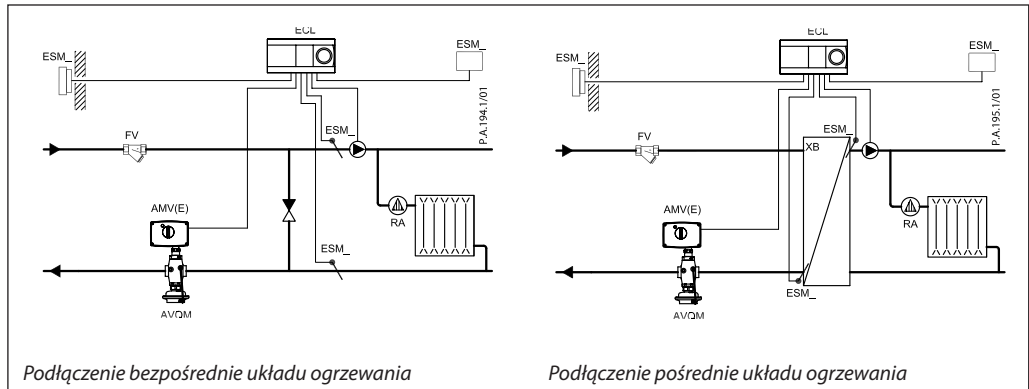 ECL
ESM_
ESM_
P.A.194.1/01
FV
ESM_
AMV(E)
RA
ESM_
AVQM
Podłączenie bezpośrednie układu ogrzewania
ECL
ESM_
ESM_
P.A.195.1/01
FV
ESM_
XB
AMV(E)
RA
ESM_
AVQM
Podłączenie pośrednie układu ogrzewania